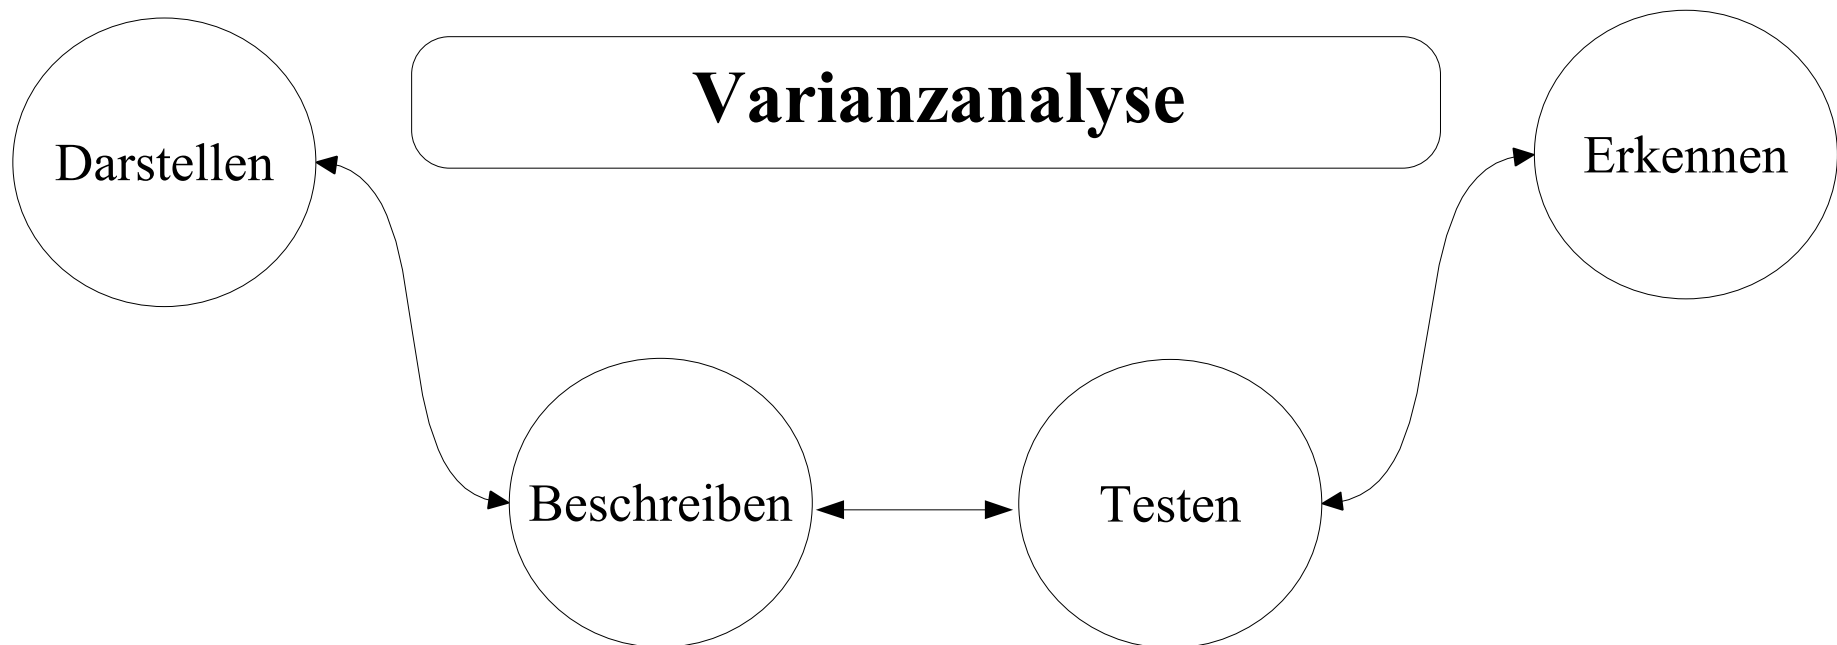 Varianzanalyse
Darstellen
Erkennen
Beschreiben
Testen